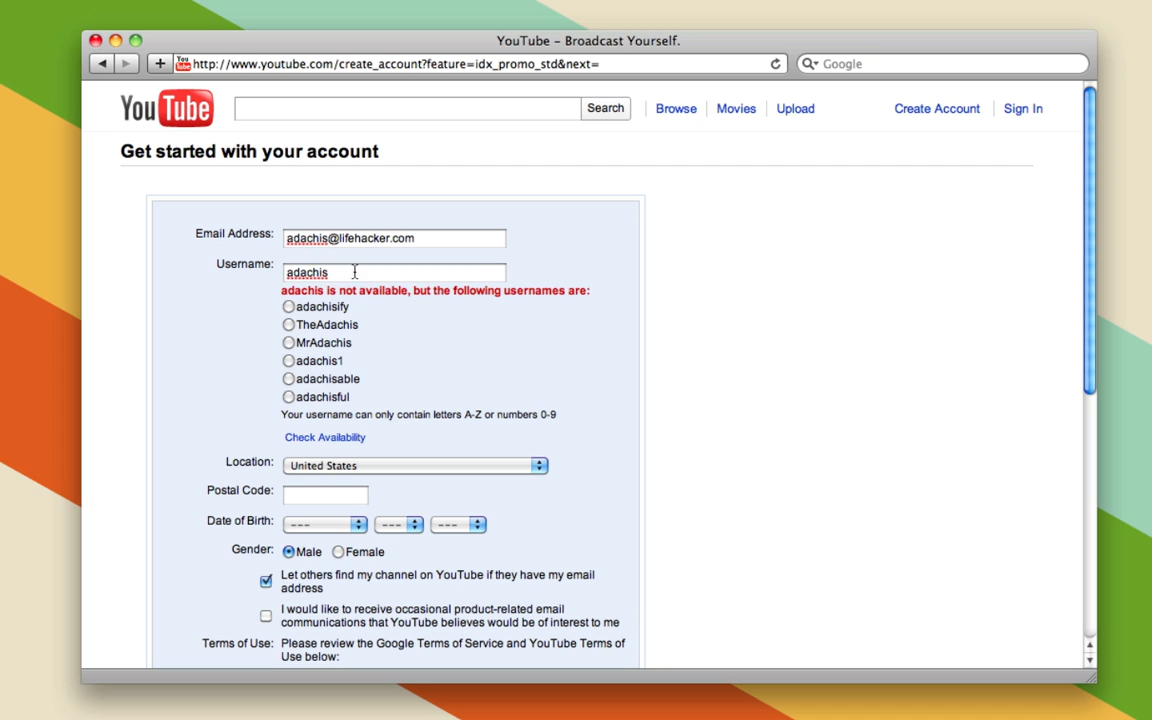 YouTube - Broadcast Yourself.
http://www.youtube.com/create_account?feature=idx_promo_std&next=
Google
YouTube
Search
Browse
Movies
Upload
Create Account
Sign In
Get started with your account
Email Address: adachis@lifehacker.com
Username: adachis
adachis is not available, but the following usernames are:
adachisify
TheAdachis
MrAdachis
adachis1
adachisable
adachisful
Your username can only contain letters A-Z or numbers 0-9
Check Availability
Location: United States
Postal Code:
Date of Birth: --- --- ---
Gender: Male Female
Let others find my channel on YouTube if they have my email
address
I would like to receive occasional product-related email
communications that YouTube believes would be of interest to me
Terms of Use: Please review the Google Terms of Service and YouTube Terms of
Use below: